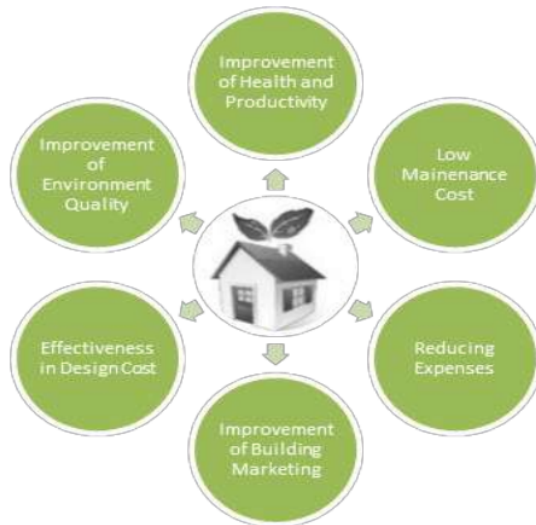 Improvement
of Health and
Productivity
Low
Mainenance
Cost
Reducing
Expenses
Improvement
of Building
Marketing
Effectiveness
in Design Cost
Improvement
of
Environment
Quality